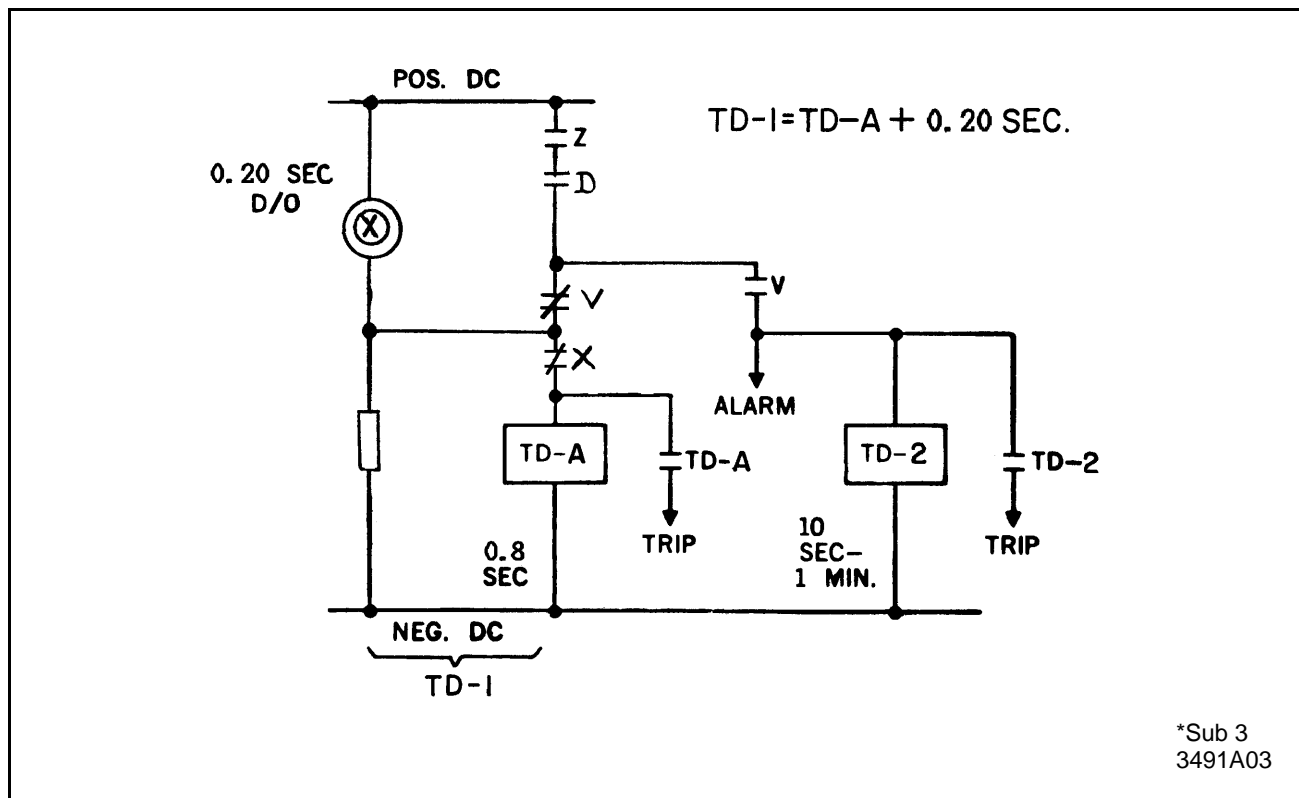 POS. DC
TD-1=TD-A + 0.20 SEC.
Z
0.20 SEC
D/O
D
X
V
V
X
ALARM
TD-A
TD-A
TD-2
TD-2
TRIP
TRIP
0.8
SEC
10
SEC-
1 MIN.
NEG. DC
TD-1
*Sub 3
3491A03